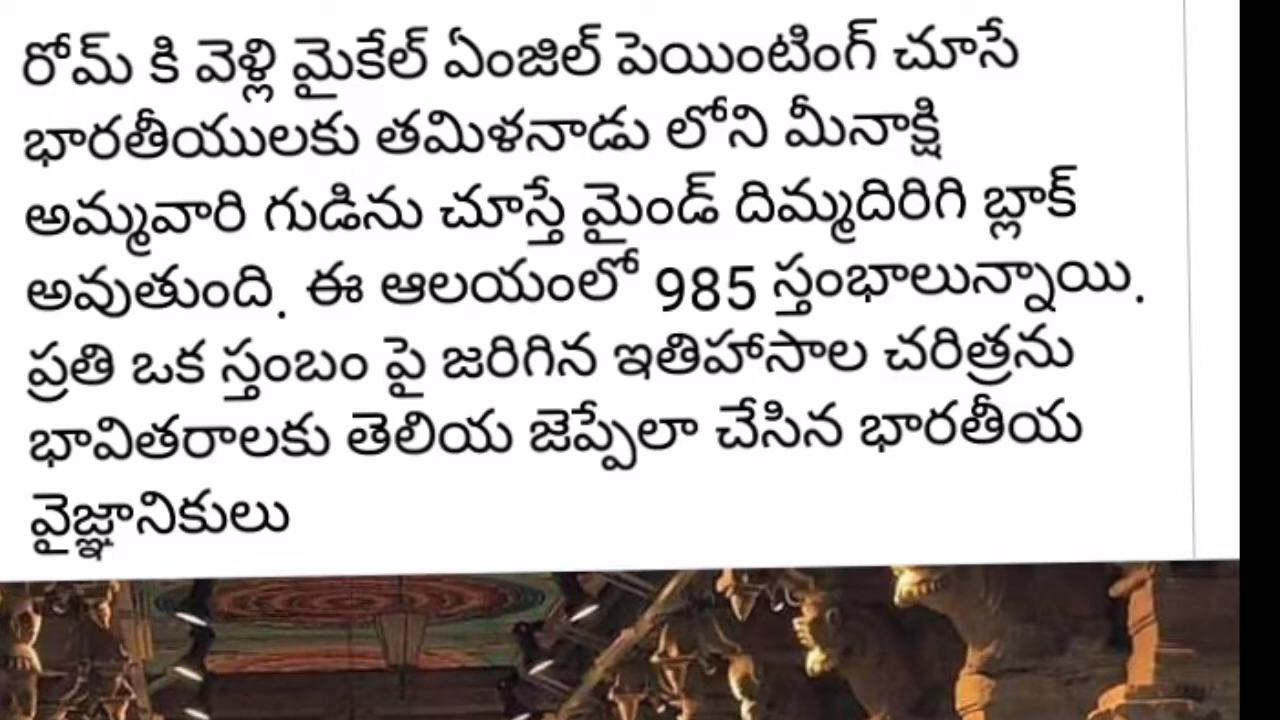 రోమ్ కి వెళ్లి మైకేల్ ఏంజిల్ పెయింటింగ్ చూసే
భారతీయులకు తమిళనాడు లోని మీనాక్షి
అమ్మవారి గుడిను చూస్తే మైండ్ దిమ్మదిరిగి బ్లాక్
అవుతుంది. ఈ ఆలయంలో 985 స్తంభాలున్నాయి.
ప్రతి ఒక స్తంబం పై జరిగిన ఇతిహాసాల చరిత్రను
భావితరాలకు తెలియ జెప్పేలా చేసిన భారతీయ
వైజ్ఞానికులు